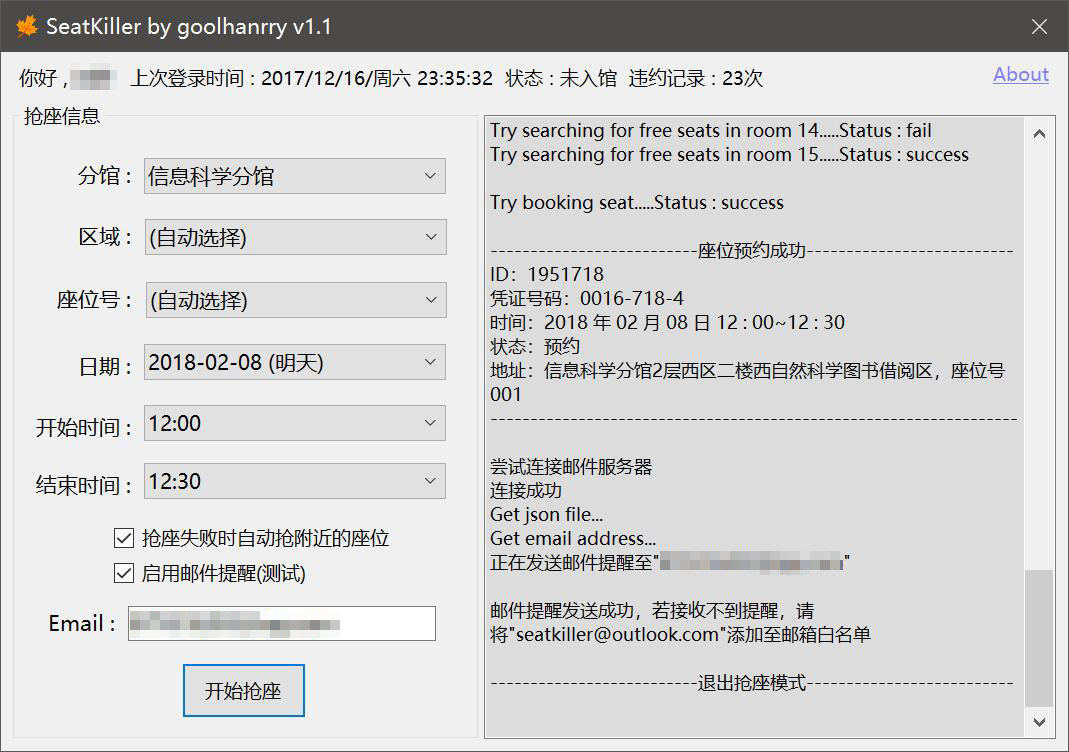 SeatKiller by goolhanrry v1.1
你好 , 上次登录时间 : 2017/12/16/周六 23:35:32 状态 : 未入馆 违约记录 : 23次
About
抢座信息
分馆 : 信息科学分馆
区域 : (自动选择)
座位号 : (自动选择)
日期 : 2018-02-08 (明天)
开始时间 : 12:00
结束时间 : 12:30
抢座失败时自动抢附近的座位
启用邮件提醒(测试)
Email :
开始抢座
Try searching for free seats in room 14.....Status : fail
Try searching for free seats in room 15.....Status : success
Try booking seat.....Status : success
--------------------------座位预约成功--------------------------
ID：1951718
凭证号码：0016-718-4
时间：2018 年 02 月 08 日 12 : 00~12 : 30
状态：预约
地址：信息科学分馆2层西区二楼西自然科学图书借阅区，座位号
001
------------------------------------------------------------------
尝试连接邮件服务器
连接成功
Get json file...
Get email address...
正在发送邮件提醒至""
邮件提醒发送成功，若接收不到提醒，请
将"seatkiller@outlook.com"添加至邮箱白名单
--------------------------退出抢座模式--------------------------